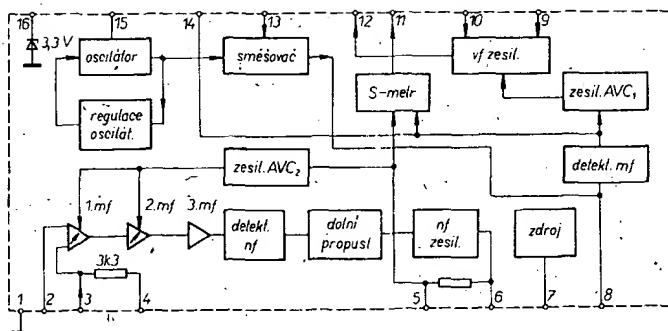 16 15 14 13 12 11 10 9
3,3 V
oscilátor
směšovač
vf zesil.
S-metr
zesil. AVC₁
regulace
oscilát.
zesil. AVC₂
detekt. mf
1. mf 2. mf 3. mf
detekt.
nf
dolní
propust
nf
zesil.
zdroj
3k3
1 2 3 4 5 6 7 8